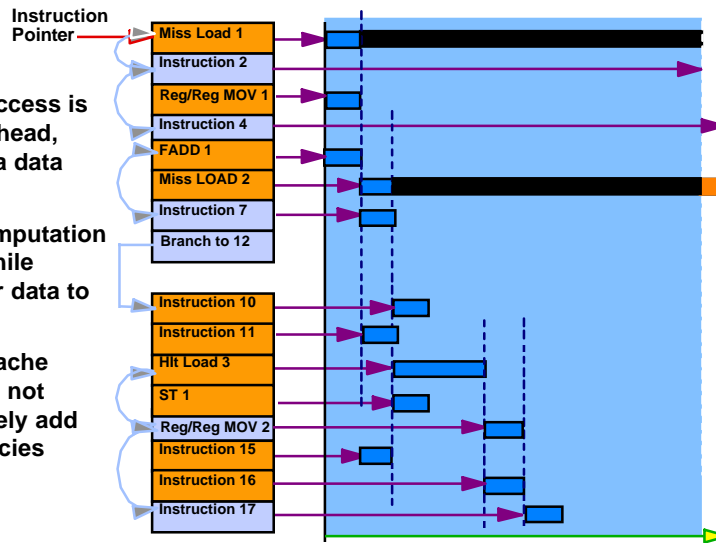 Instruction
Pointer
Miss Load 1
Instruction 2
Reg/Reg MOV 1
Instruction 4
FADD 1
Miss LOAD 2
Instruction 7
Branch to 12
Instruction 10
Instruction 11
HIt Load 3
ST 1
Reg/Reg MOV 2
Instruction 15
Instruction 16
Instruction 17
ccess is
head,
a data
mputation
hile
r data to
ache
not
ely add
cies